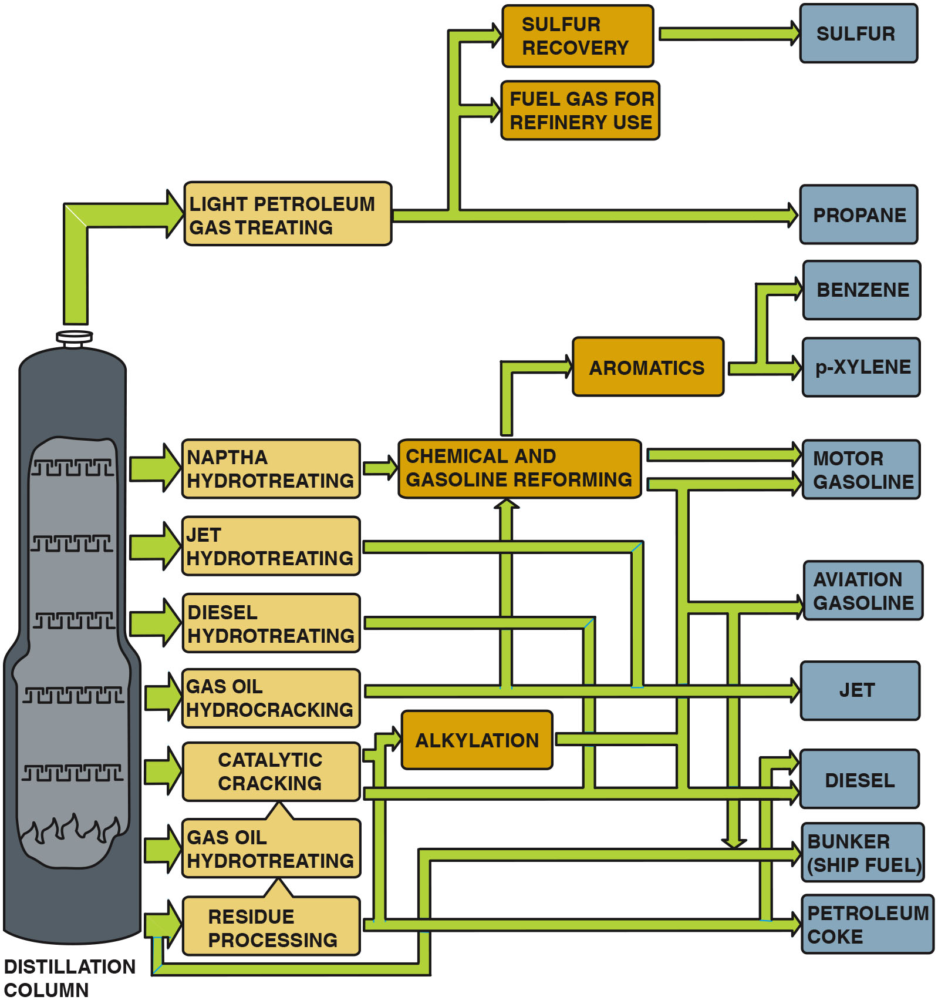 SULFUR
RECOVERY
SULFUR
FUEL GAS FOR
REFINERY USE
LIGHT PETROLEUM
GAS TREATING
PROPANE
BENZENE
AROMATICS
p-XYLENE
NAPTHA
HYDROTREATING
CHEMICAL AND
GASOLINE REFORMING
MOTOR
GASOLINE
JET
HYDROTREATING
AVIATION
GASOLINE
DIESEL
HYDROTREATING
GAS OIL
HYDROCRACKING
JET
ALKYLATION
CATALYTIC
CRACKING
DIESEL
GAS OIL
HYDROTREATING
BUNKER
(SHIP FUEL)
RESIDUE
PROCESSING
PETROLEUM
COKE
DISTILLATION
COLUMN